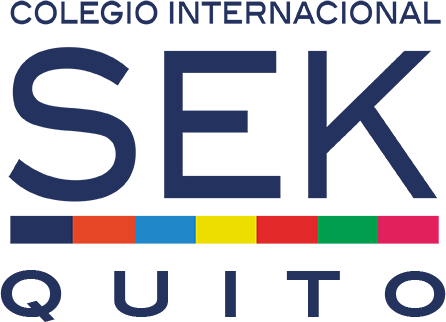 COLEGIO INTERNACIONAL
SEK
QUITO